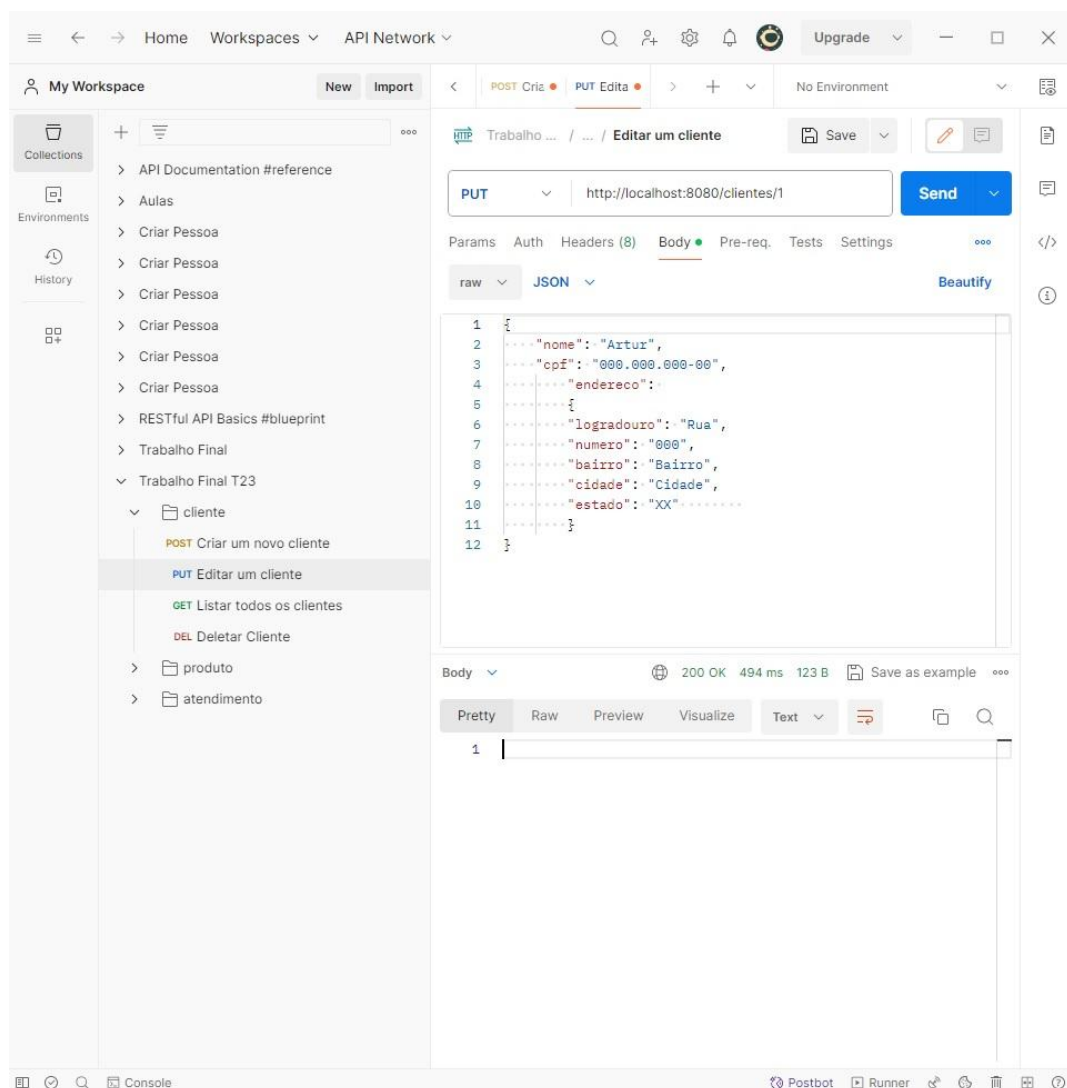 Home Workspaces API Network Upgrade
My Workspace New Import POST Cria PUT Edita No Environment
Collections
Environments
History
API Documentation #reference
Aulas
Criar Pessoa
Criar Pessoa
Criar Pessoa
Criar Pessoa
Criar Pessoa
Criar Pessoa
RESTful API Basics #blueprint
Trabalho Final
Trabalho Final T23
cliente
POST Criar um novo cliente
PUT Editar um cliente
GET Listar todos os clientes
DEL Deletar Cliente
produto
atendimento
HTTP Trabalho ... / ... / Editar um cliente Save
PUT http://localhost:8080/clientes/1 Send
Params Auth Headers (8) Body Pre-req. Tests Settings
raw JSON Beautify
1 {
2 "nome": "Artur",
3 "cpf": "000.000.000-00",
4 "endereco":
5 {
6 "logradouro": "Rua",
7 "numero": "000",
8 "bairro": "Bairro",
9 "cidade": "Cidade",
10 "estado": "XX"
11 }
12 }
Body 200 OK 494 ms 123 B Save as example
Pretty Raw Preview Visualize Text
1
Console Postbot Runner